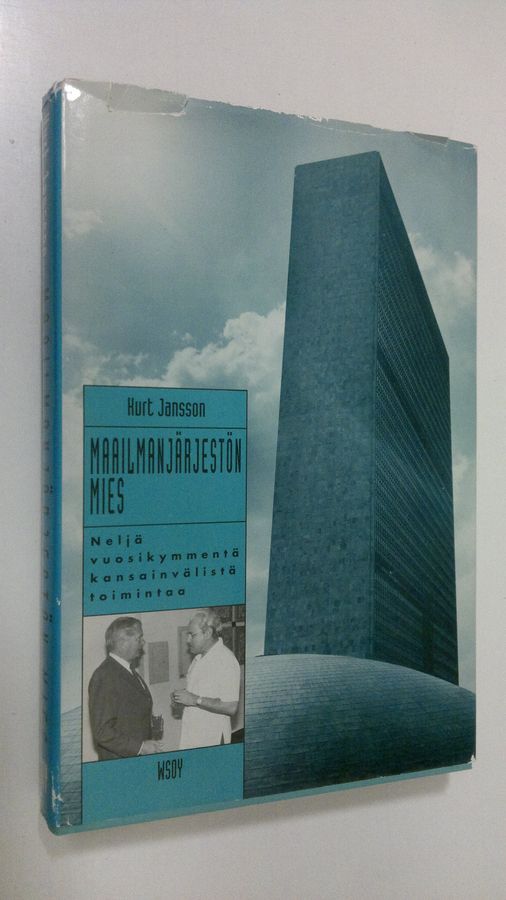 Kurt Jansson
MAAILMANJÄRJESTÖN
MIES
Neljä
vuosikymmentä
kansainvälistä
toimintaa
WSOY